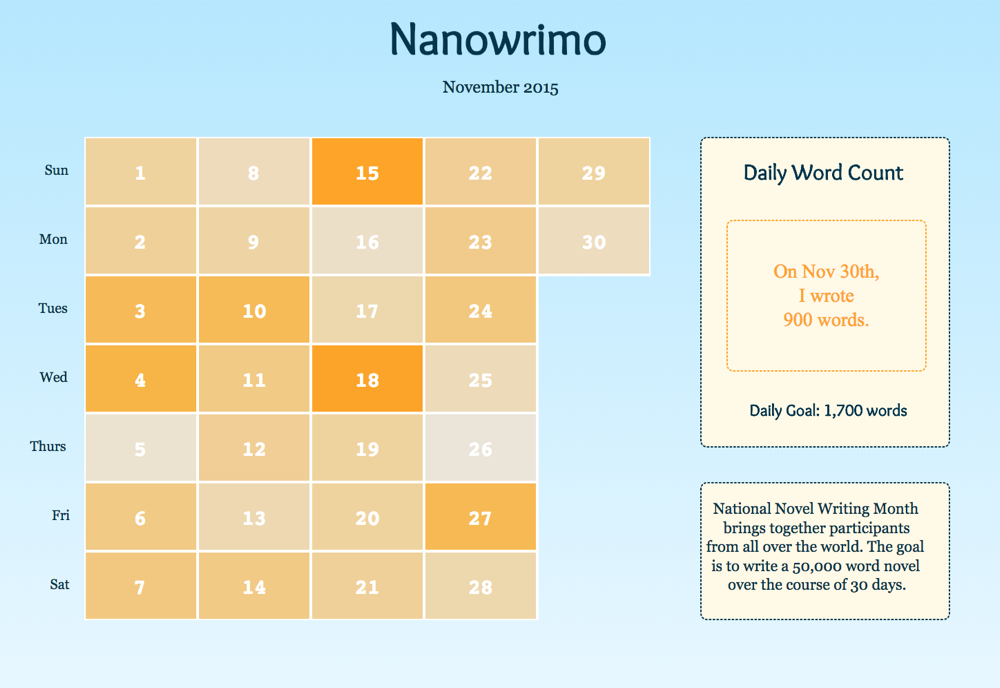 Nanowrimo
November 2015
Sun 1 8 15 22 29
Mon 2 9 16 23 30
Tues 3 10 17 24
Wed 4 11 18 25
Thurs 5 12 19 26
Fri 6 13 20 27
Sat 7 14 21 28
Daily Word Count
On Nov 30th,
I wrote
900 words.
Daily Goal: 1,700 words
National Novel Writing Month
brings together participants
from all over the world. The goal
is to write a 50,000 word novel
over the course of 30 days.